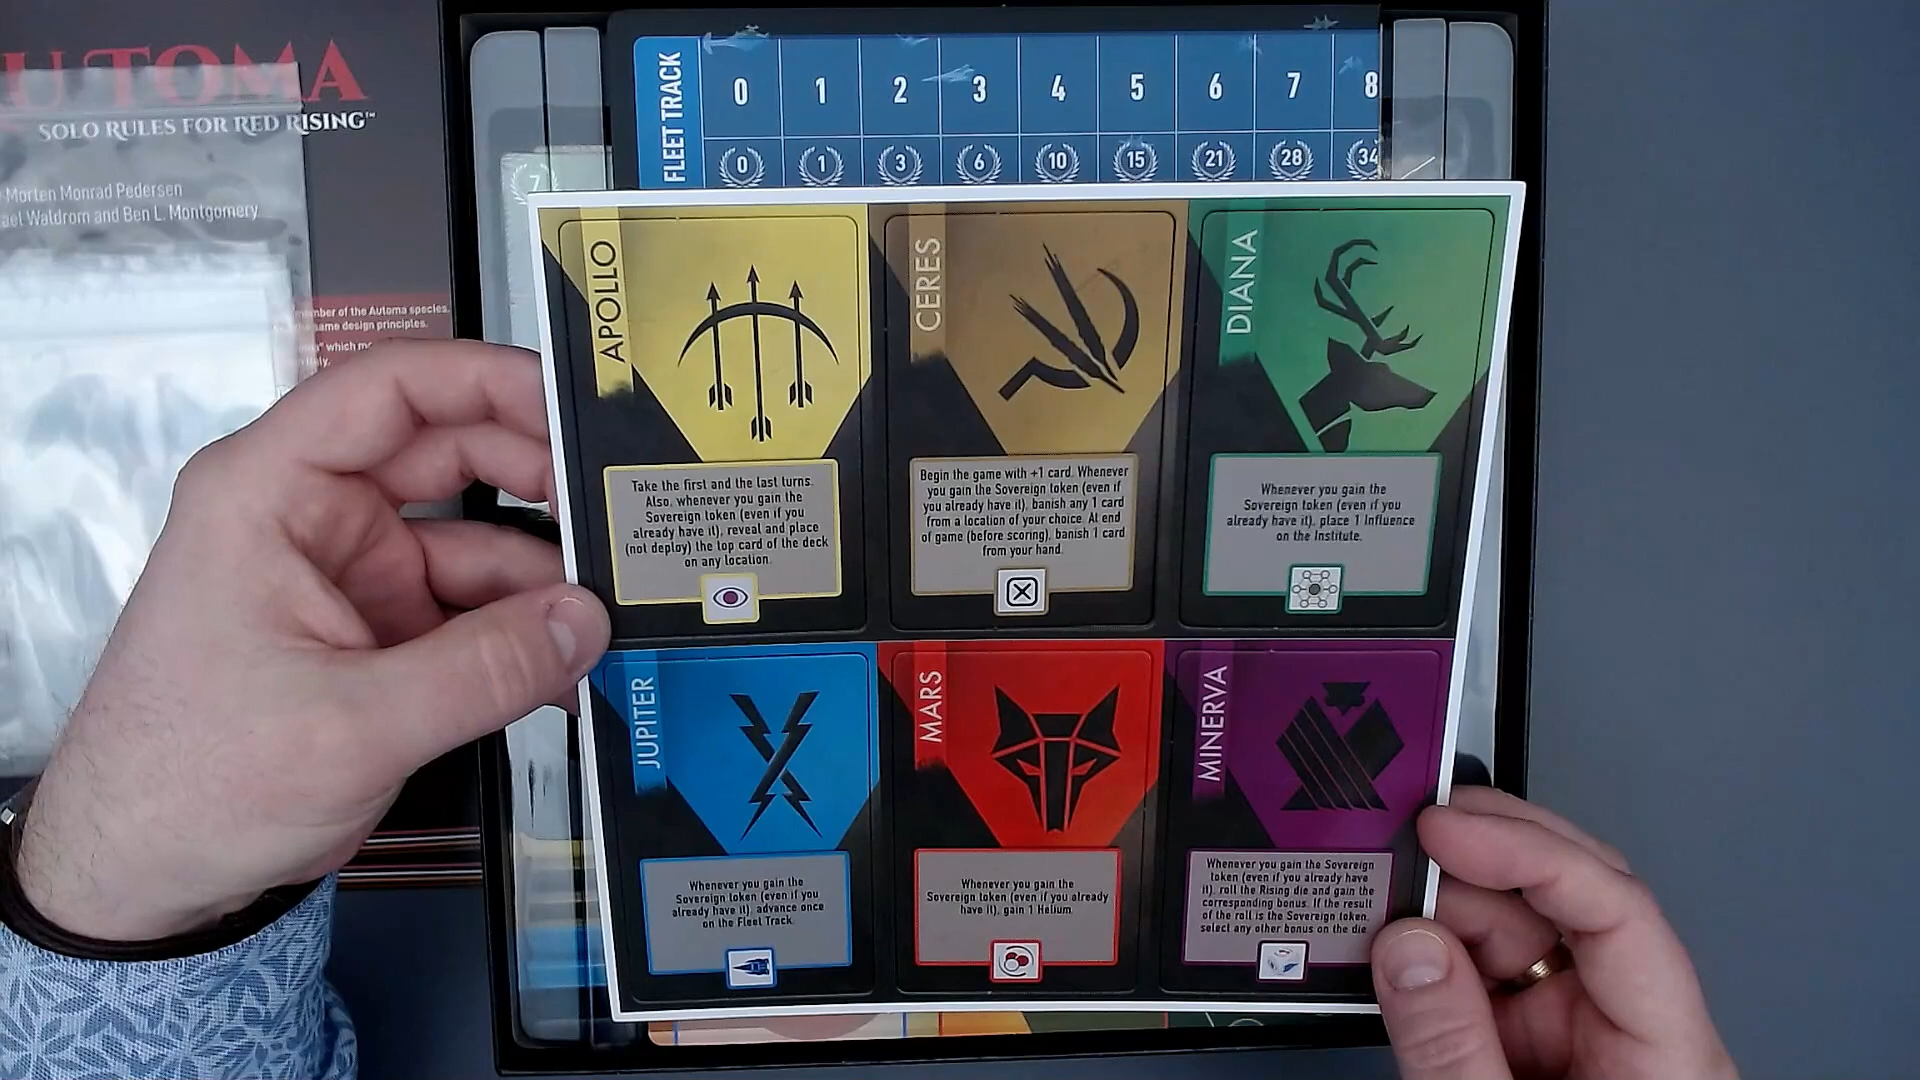 UTOMA
SOLO RULES FOR RED RISING™
Morten Monrad Pedersen
ael Waldrom and Ben L. Montgomery
ember of the Automa species.
same design principles.
which
FLEET TRACK
0 1 2 3 4 5 6 7 8
0 1 3 6 10 15 21 28 34
7
APOLLO
Take the first and the last turns.
Also, whenever you gain the
Sovereign token (even if you
already have it), reveal and place
(not deploy) the top card of the deck
on any location.
CERES
Begin the game with +1 card. Whenever
you gain the Sovereign token (even if
you already have it), banish any 1 card
from a location of your choice. At end
of game (before scoring), banish 1 card
from your hand.
DIANA
Whenever you gain the
Sovereign token (even if you
already have it), place 1 Influence
on the Institute.
JUPITER
Whenever you gain the
Sovereign token (even if you
already have it), advance once
on the Fleet Track.
MARS
Whenever you gain the
Sovereign token (even if you already
have it), gain 1 Helium.
MINERVA
Whenever you gain the Sovereign
token (even if you already have
it), roll the Rising die and gain the
corresponding bonus. If the result
of the roll is the Sovereign token,
select any other bonus on the die.